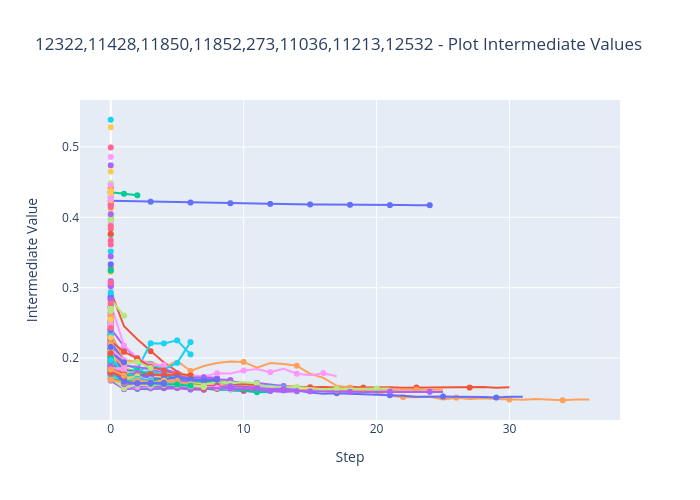 12322,11428,11850,11852,273,11036,11213,12532 - Plot Intermediate Values
0.5
0.4
0.3
0.2
Intermediate Value
0
10
20
30
Step